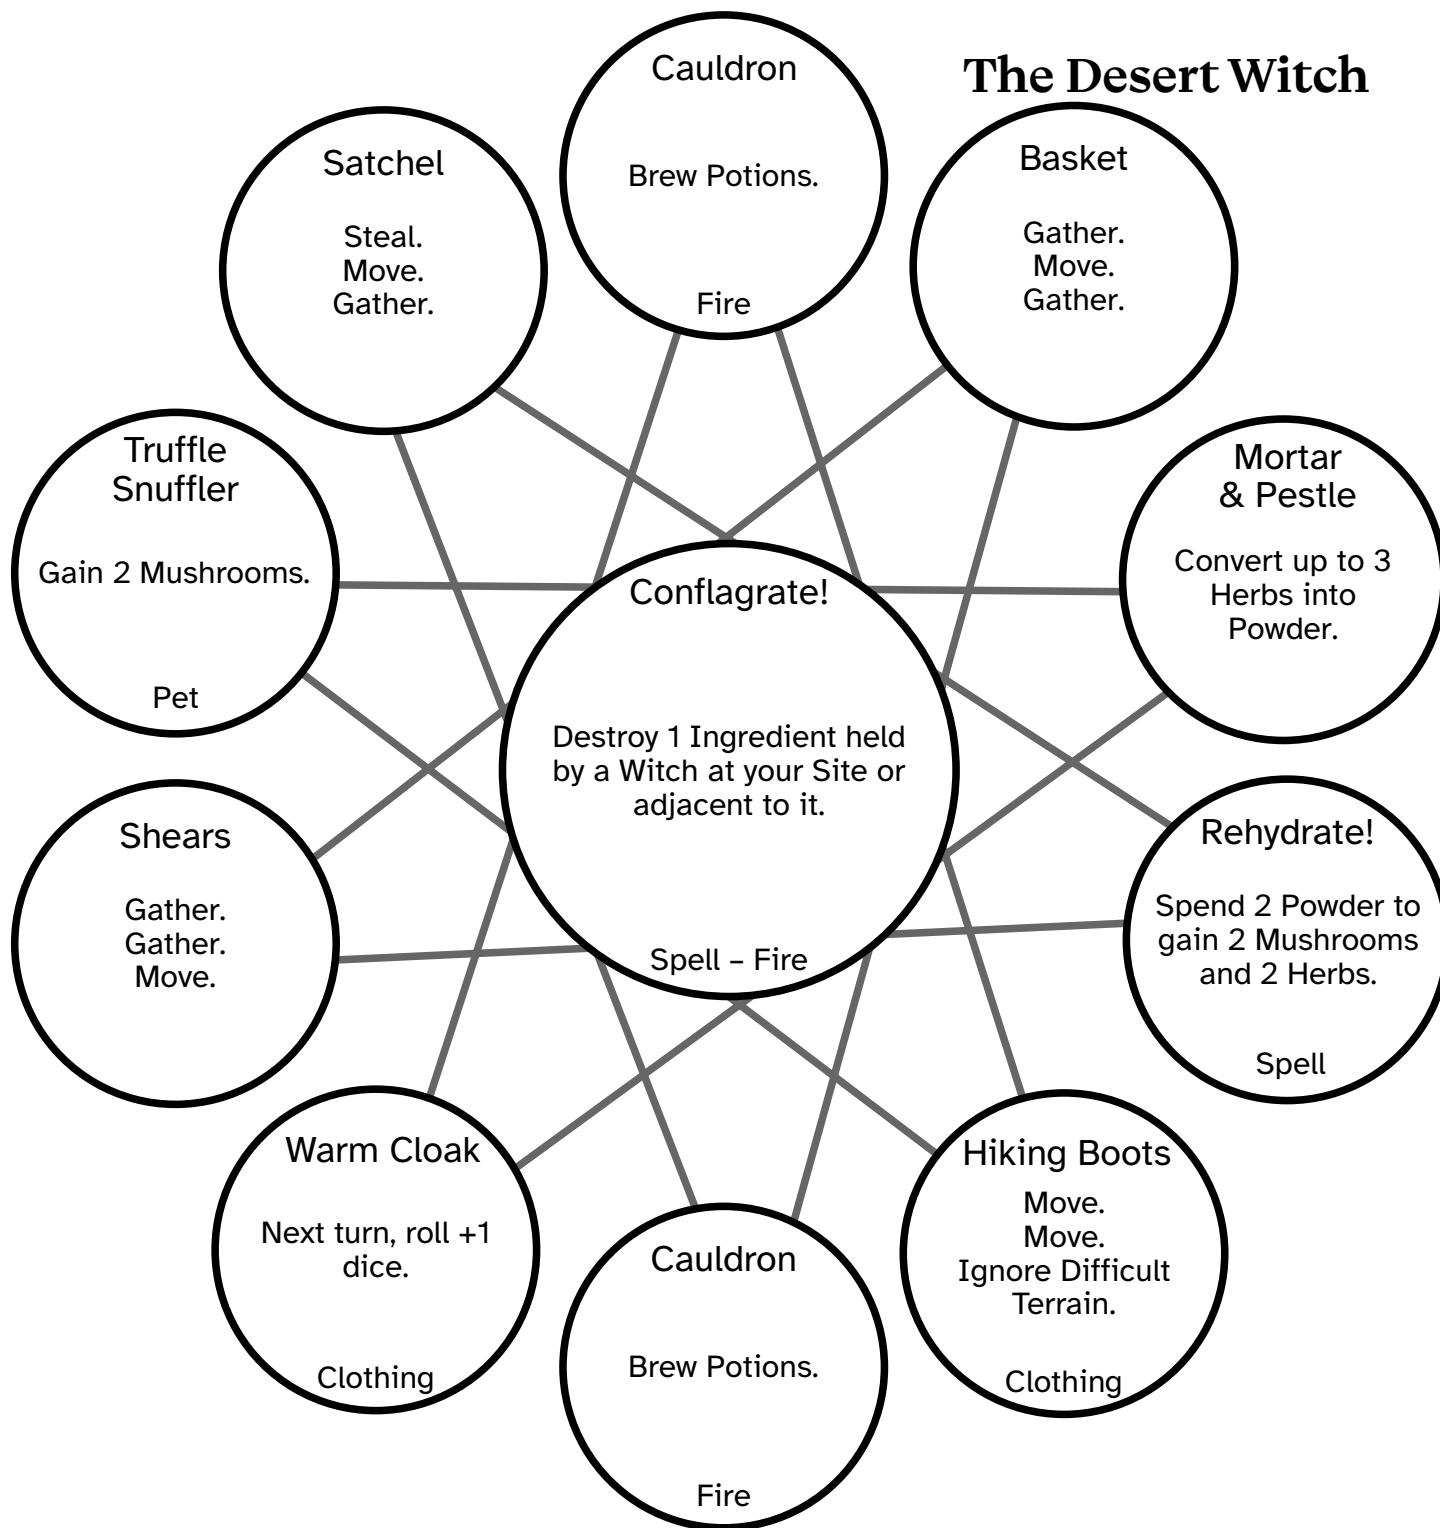 The Desert Witch
Cauldron
Brew Potions.
Fire
Satchel
Steal.
Move.
Gather.
Basket
Gather.
Move.
Gather.
Truffle
Snuffler
Gain 2 Mushrooms.
Pet
Mortar
& Pestle
Convert up to 3
Herbs into
Powder.
Conflagrate!
Destroy 1 Ingredient held
by a Witch at your Site or
adjacent to it.
Spell – Fire
Shears
Gather.
Gather.
Move.
Rehydrate!
Spend 2 Powder to
gain 2 Mushrooms
and 2 Herbs.
Spell
Warm Cloak
Next turn, roll +1
dice.
Clothing
Cauldron
Brew Potions.
Fire
Hiking Boots
Move.
Move.
Ignore Difficult
Terrain.
Clothing